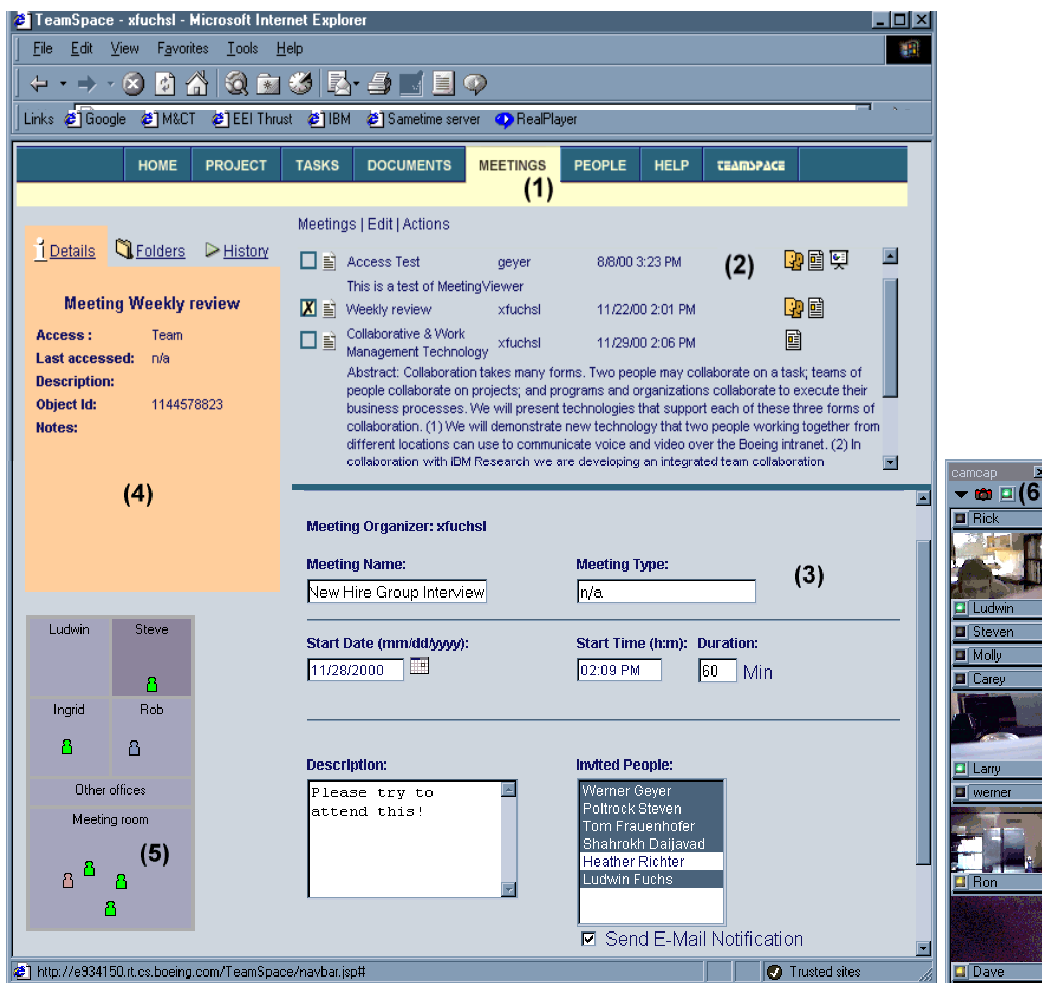 TeamSpace - xfuchsl - Microsoft Internet Explorer
File Edit View Favorites Tools Help
Links Google M&CT EEI Thrust IBM Sametime server RealPlayer
HOME PROJECT TASKS DOCUMENTS MEETINGS PEOPLE HELP TEAMSPACE
(1)
Meetings | Edit | Actions
Details Folders History
Access Test geyer 8/8/00 3:23 PM (2)
This is a test of MeetingViewer
Weekly review xfuchsl 11/22/00 2:01 PM
Collaborative & Work
Management Technology xfuchsl 11/29/00 2:06 PM
Abstract: Collaboration takes many forms. Two people may collaborate on a task; teams of
people collaborate on projects; and programs and organizations collaborate to execute their
business processes. We will present technologies that support each of these three forms of
collaboration. (1) We will demonstrate new technology that two people working together from
different locations can use to communicate voice and video over the Boeing intranet. (2) In
collaboration with IBM Research we are developing an integrated team collaboration
Meeting Weekly review
Access : Team
Last accessed: n/a
Description:
Object Id: 1144578823
Notes:
(4)
Meeting Organizer: xfuchsl
Meeting Name: Meeting Type:
New Hire Group Interview n/a (3)
Start Date (mm/dd/yyyy): Start Time (h:m): Duration:
11/28/2000 02:09 PM 60 Min
Description: Invited People:
Please try to
attend this!
Werner Geyer
Poltrock Steven
Tom Frauenhofer
Shahrokh Daijavad
Heather Richter
Ludwin Fuchs
Send E-Mail Notification
Ludwin Steve
Ingrid Rob
Other offices
Meeting room
(5)
http://e934150.rt.cs.boeing.com/TeamSpace/navbar.jsp# Trusted sites
camcap
(6
Rick
Ludwin
Steven
Molly
Carey
Larry
werner
Ron
Dave